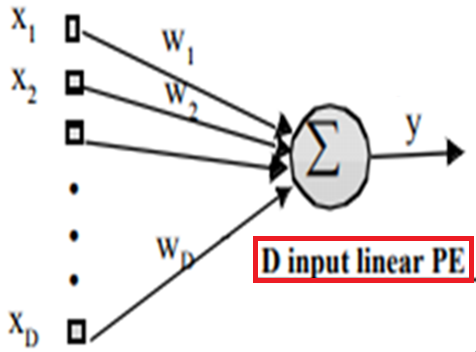 x1
w1
x2
w2
Σ
y
wD
D input linear PE
xD